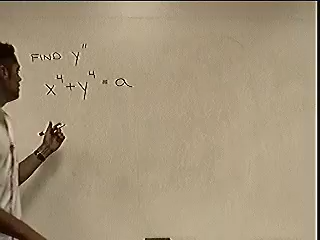 FIND y"
x⁴+y⁴ = a